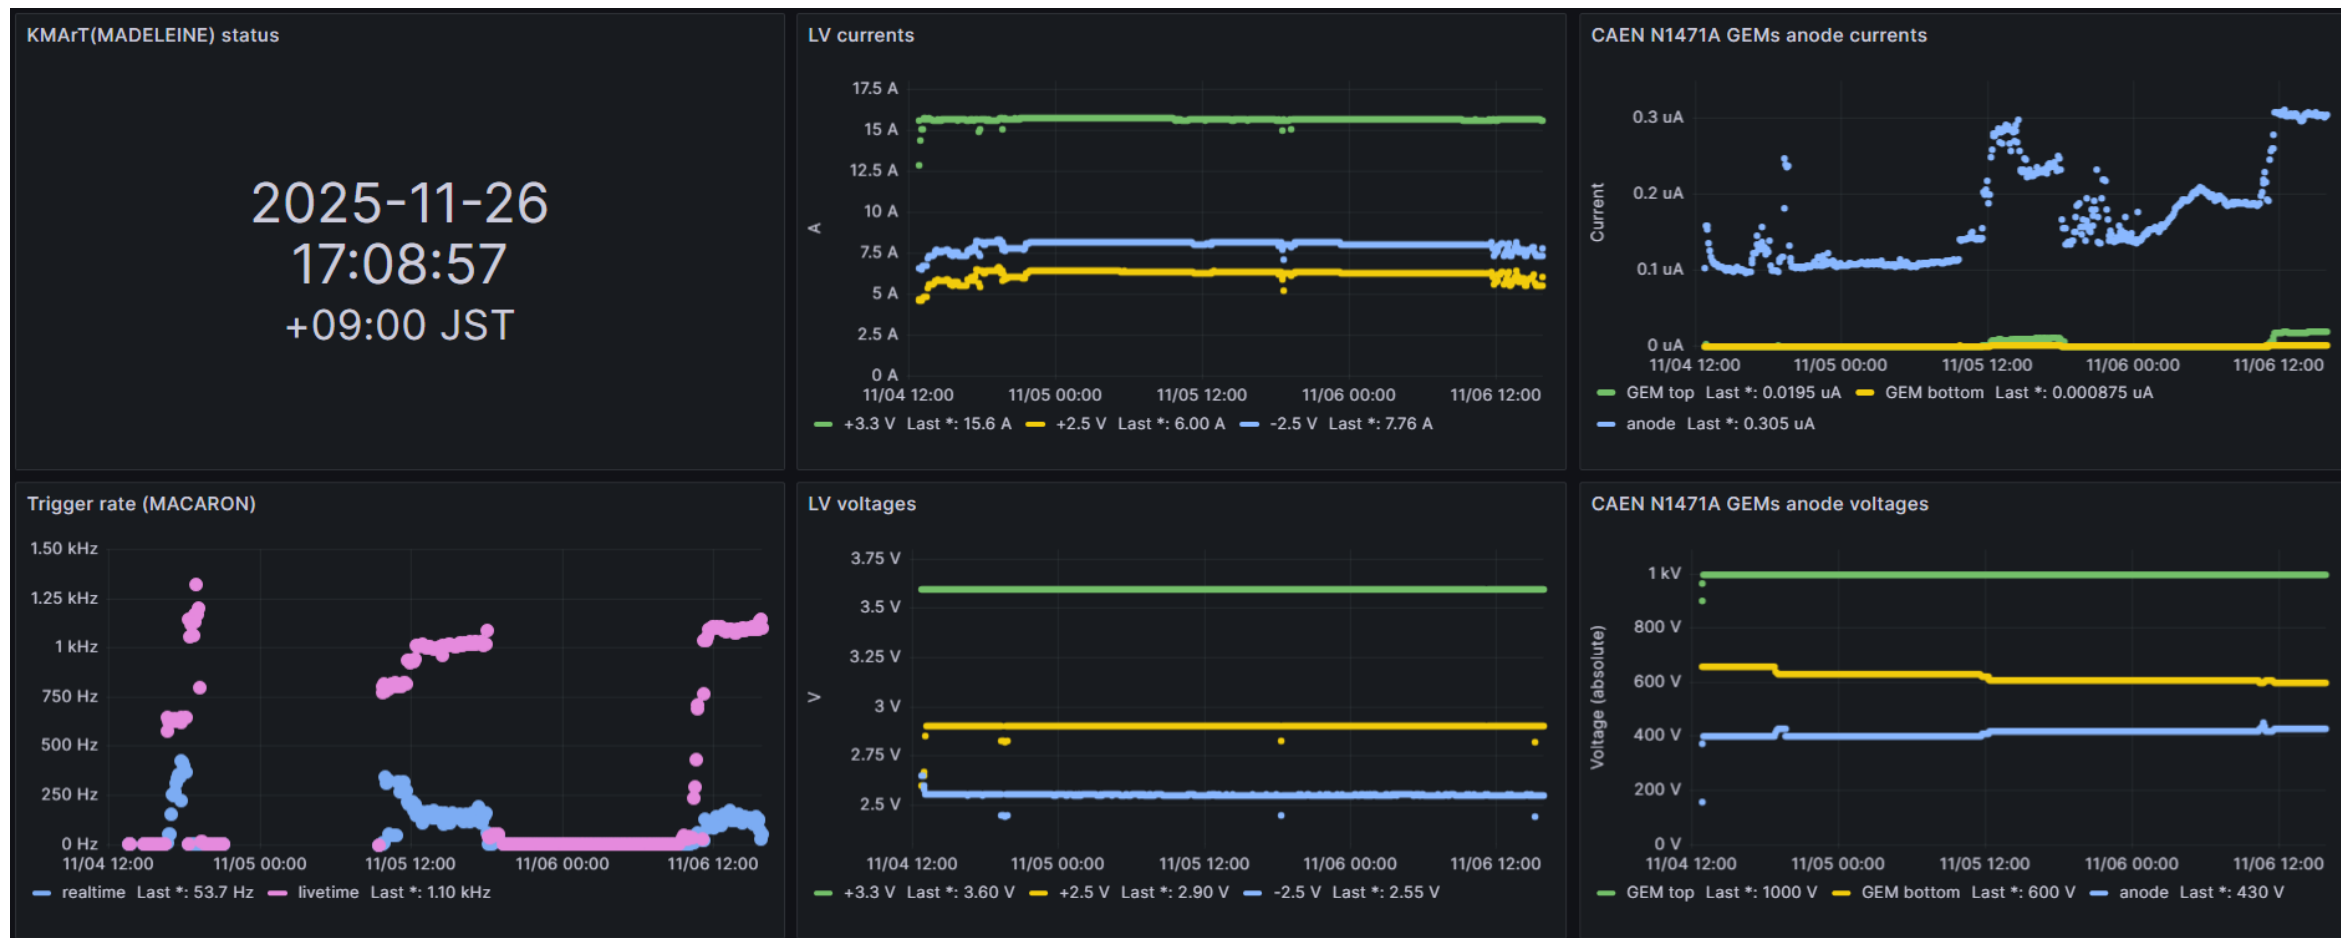 KMArT(MADELEINE) status
2025-11-26
17:08:57
+09:00 JST
LV currents
17.5 A
15 A
12.5 A
10 A
7.5 A
5 A
2.5 A
0 A
A
11/04 12:00 11/05 00:00 11/05 12:00 11/06 00:00 11/06 12:00
+3.3 V Last *: 15.6 A +2.5 V Last *: 6.00 A -2.5 V Last *: 7.76 A
CAEN N1471A GEMs anode currents
0.3 uA
0.2 uA
0.1 uA
0 uA
Current
11/04 12:00 11/05 00:00 11/05 12:00 11/06 00:00 11/06 12:00
GEM top Last *: 0.0195 uA GEM bottom Last *: 0.000875 uA
anode Last *: 0.305 uA
Trigger rate (MACARON)
1.50 kHz
1.25 kHz
1 kHz
750 Hz
500 Hz
250 Hz
0 Hz
11/04 12:00 11/05 00:00 11/05 12:00 11/06 00:00 11/06 12:00
realtime Last *: 53.7 Hz livetime Last *: 1.10 kHz
LV voltages
3.75 V
3.5 V
3.25 V
3 V
2.75 V
2.5 V
V
11/04 12:00 11/05 00:00 11/05 12:00 11/06 00:00 11/06 12:00
+3.3 V Last *: 3.60 V +2.5 V Last *: 2.90 V -2.5 V Last *: 2.55 V
CAEN N1471A GEMs anode voltages
1 kV
800 V
600 V
400 V
200 V
0 V
Voltage (absolute)
11/04 12:00 11/05 00:00 11/05 12:00 11/06 00:00 11/06 12:00
GEM top Last *: 1000 V GEM bottom Last *: 600 V anode Last *: 430 V